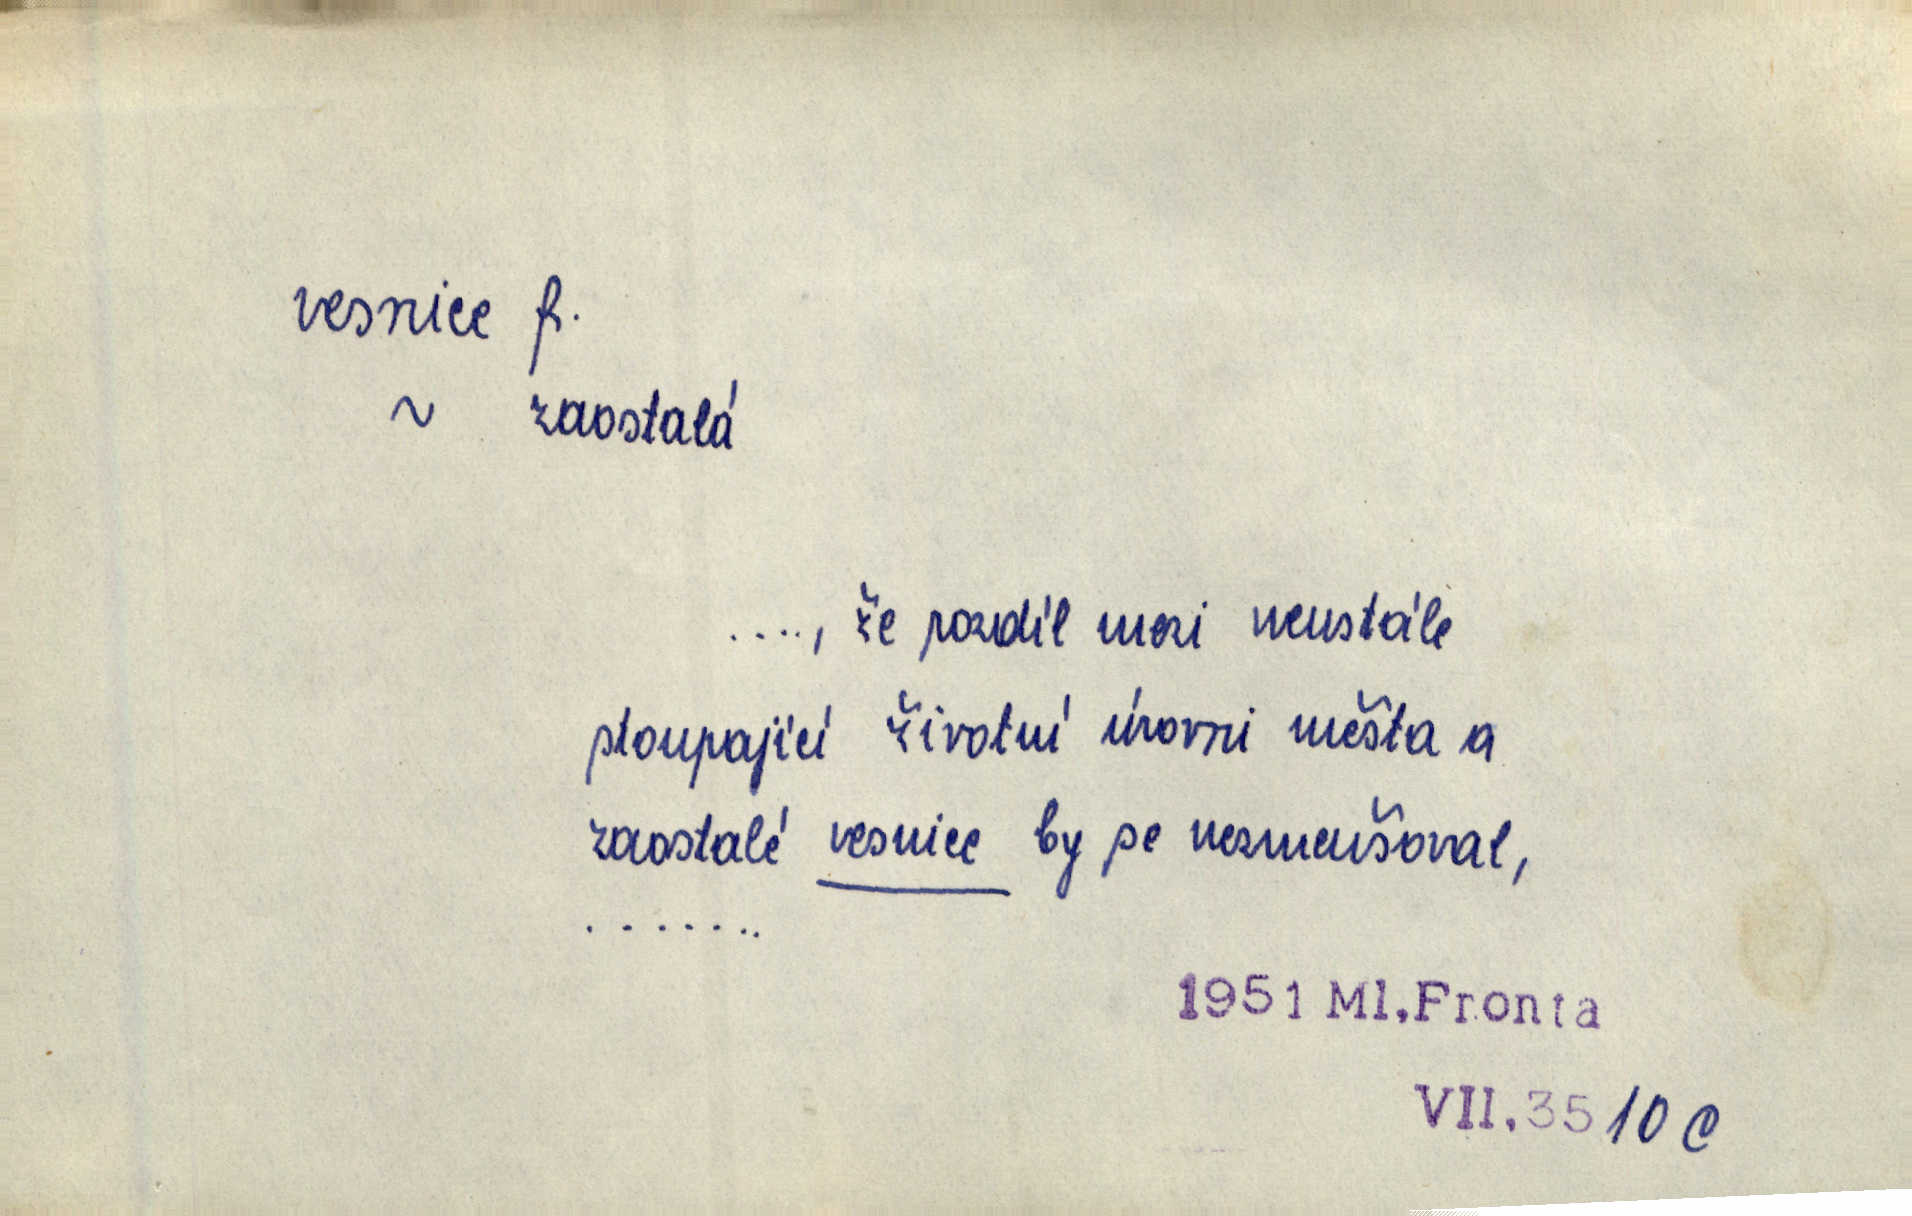 vesnice f.
~ zaostalá
...., že rozdíl mezi neustále
stoupající životní úrovni města a
zaostalé vesnice by se nezmenšoval,
.......
1951 Ml.Fronta
VII.35 10 c